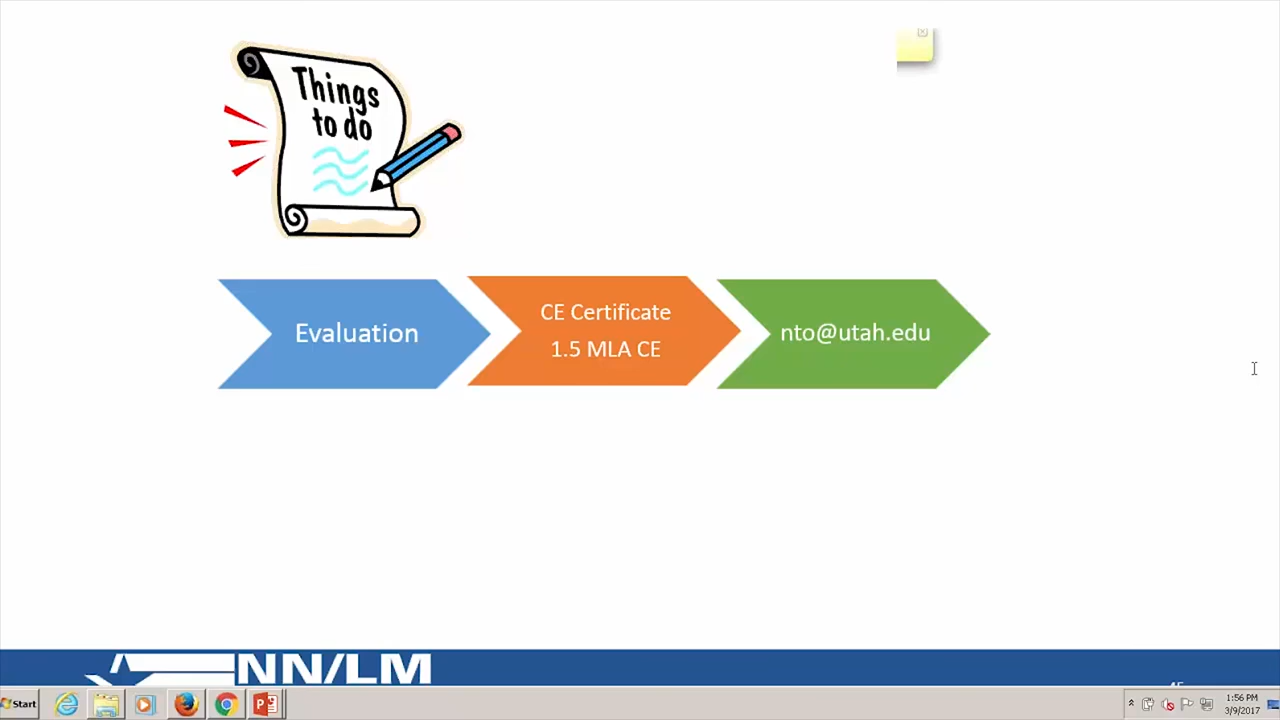 Things
to do
Evaluation
CE Certificate
1.5 MLA CE
nto@utah.edu
NN/LM
Start
1:56 PM
3/9/2017